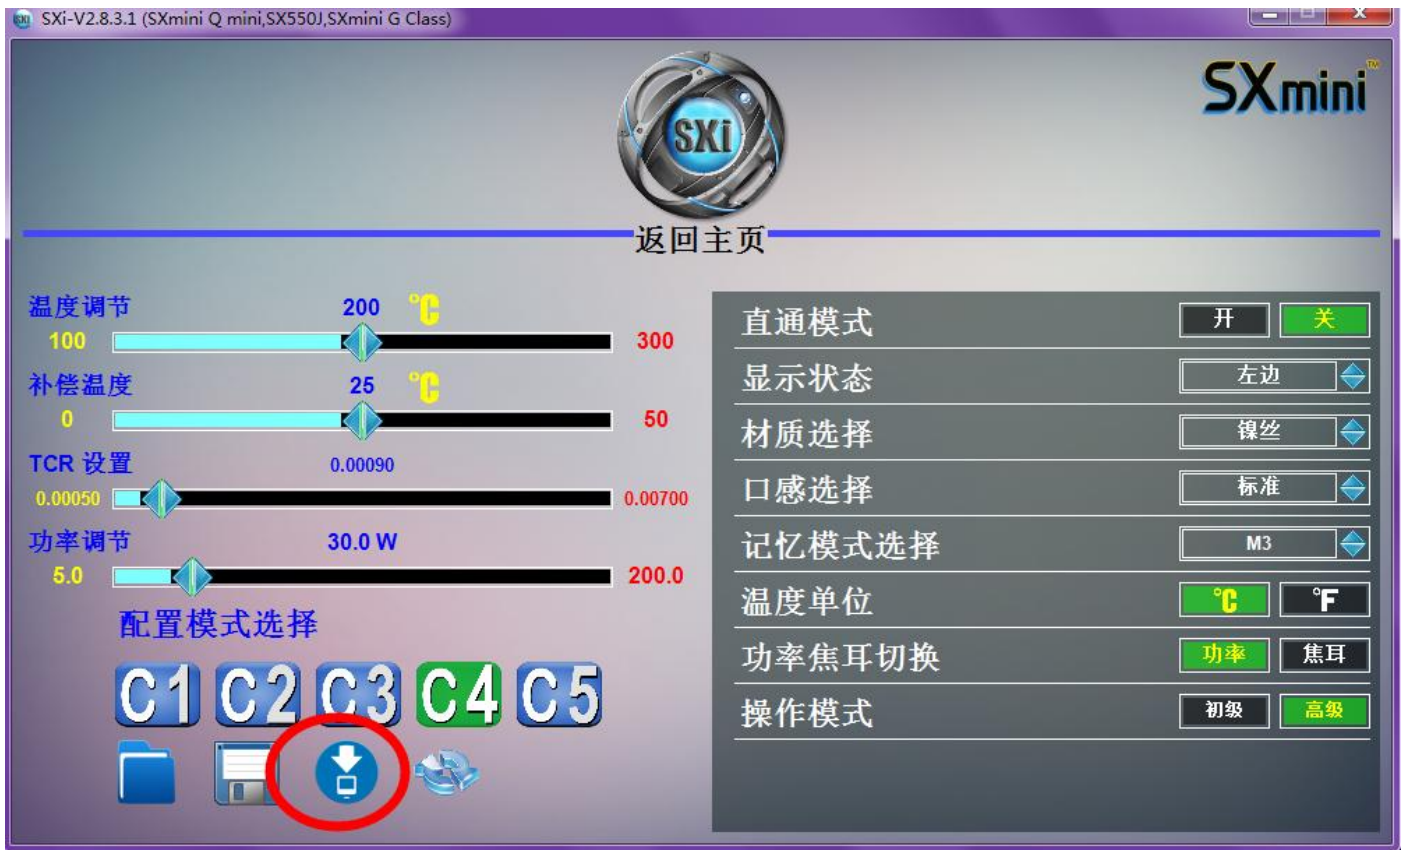 SXi-V2.8.3.1 (SXmini Q mini,SX550J,SXmini G Class)
SXmini™
SXi
返回主页
温度调节 200 °C
100 300
补偿温度 25 °C
0 50
TCR 设置 0.00090
0.00050 0.00700
功率调节 30.0 W
5.0 200.0
配置模式选择
C1 C2 C3 C4 C5
直通模式 开 关
显示状态 左边
材质选择 镍丝
口感选择 标准
记忆模式选择 M3
温度单位 °C °F
功率焦耳切换 功率 焦耳
操作模式 初级 高级